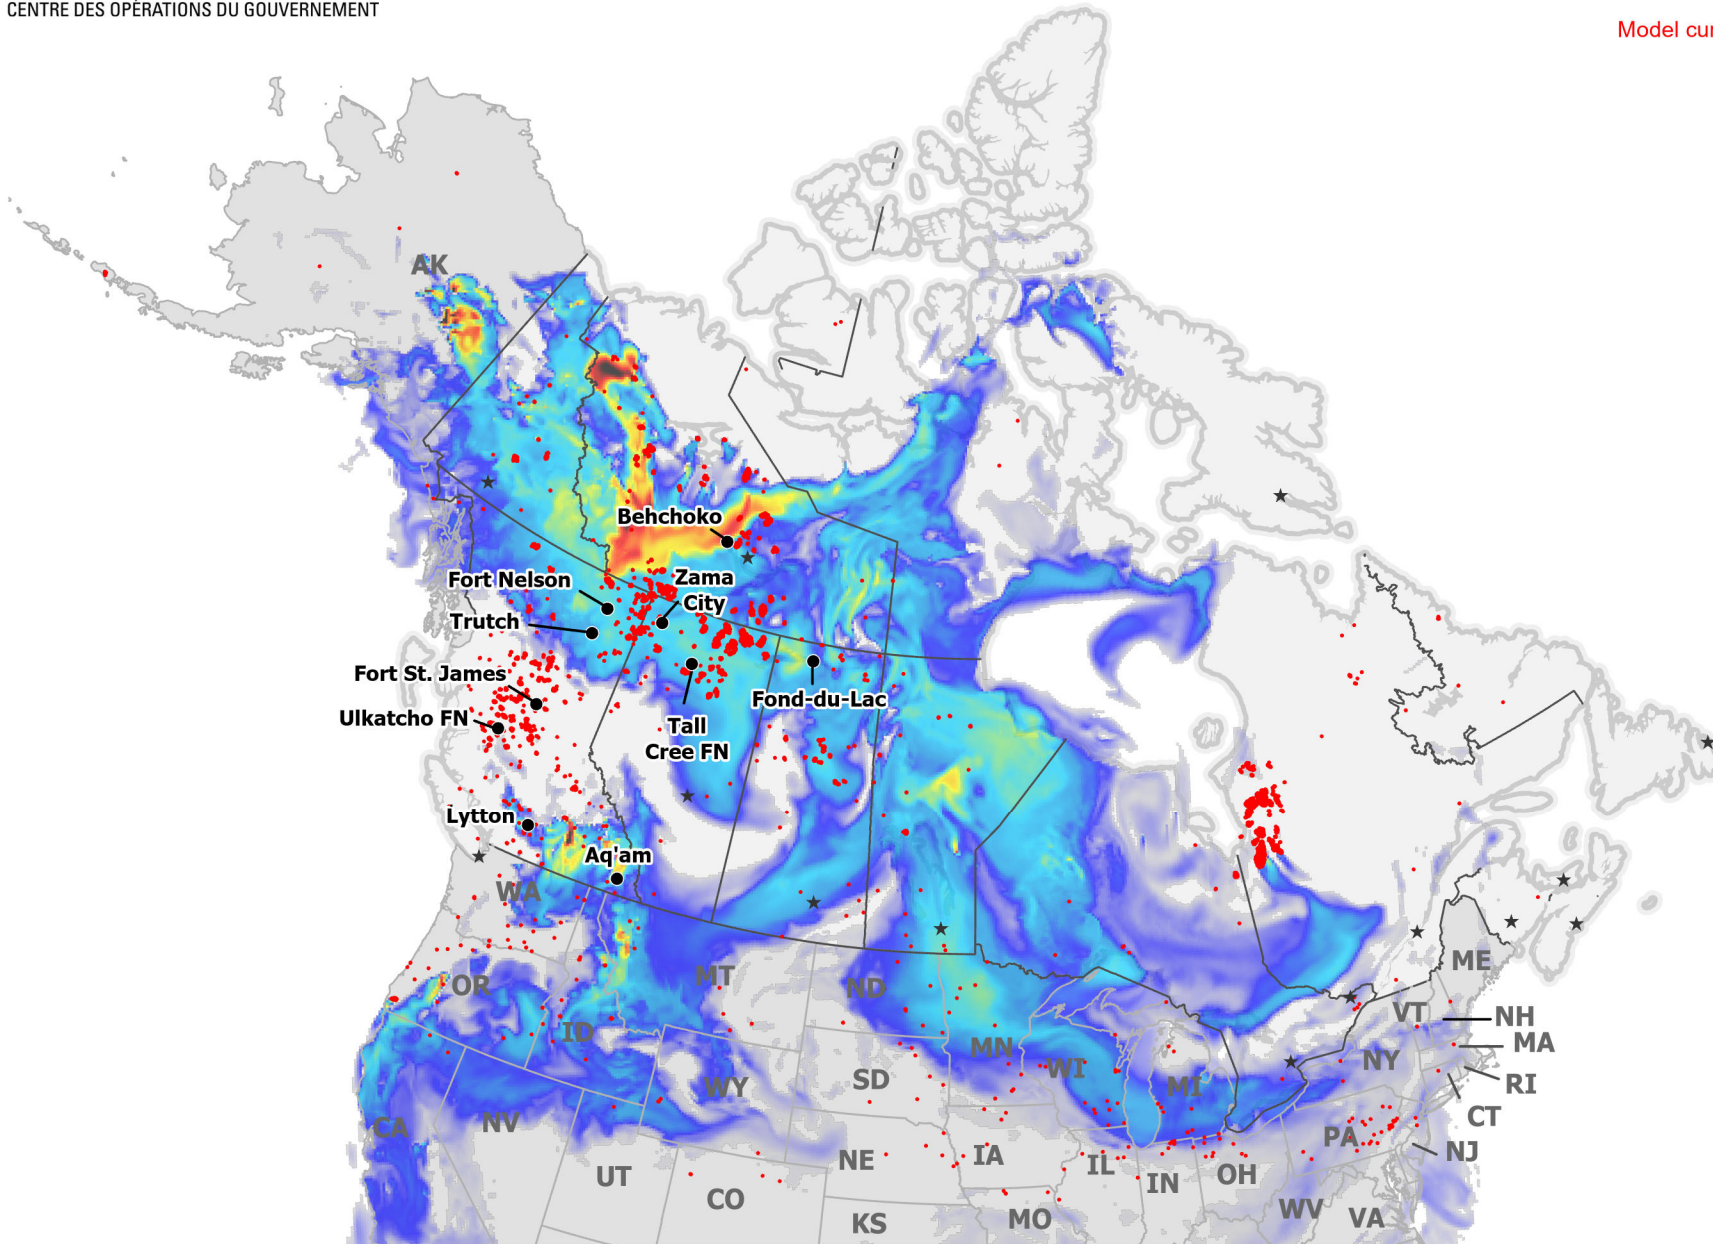 CENTRE DES OPÉRATIONS DU GOUVERNEMENT
Model cur
AK
Behchoko
Fort Nelson
Zama
City
Trutch
Fort St. James
Ulkatcho FN
Fond-du-Lac
Tall
Cree FN
Lytton
Aq'am
WA
OR
MT
ND
ME
ID
VT
NH
MN
MA
WI
NY
SD
WY
MI
RI
CA
NV
CT
PA
NJ
NE
IA
IL
IN
OH
UT
CO
KS
MO
WV
VA